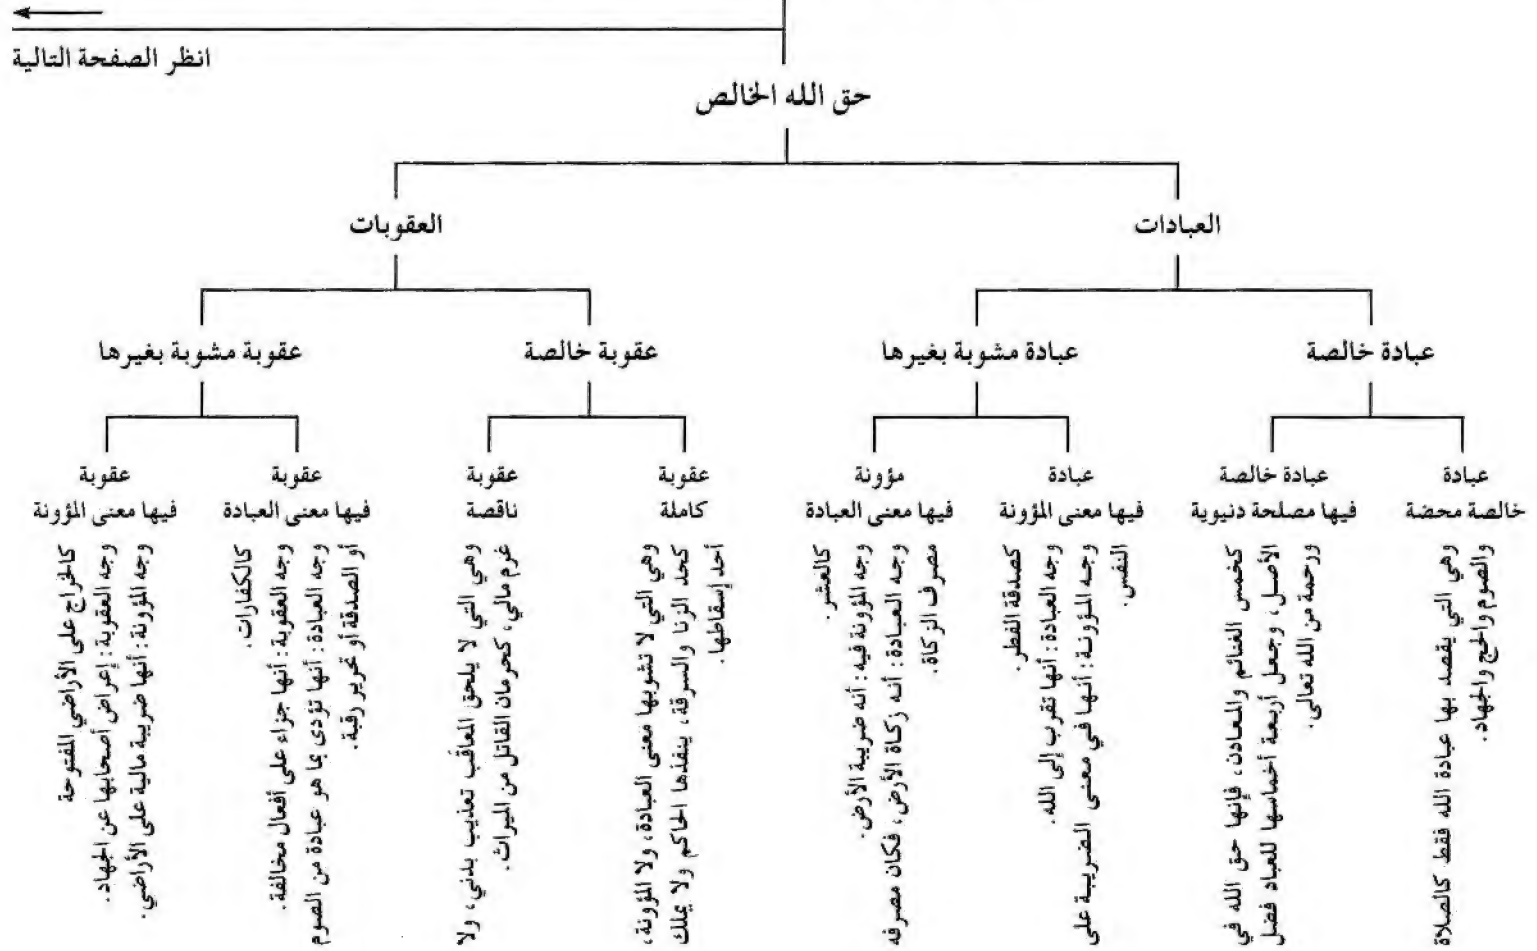 انظر الصفحة التالية
حق الله الخالص
العبادات
العقوبات
عبادة خالصة
عبادة مشوبة بغيرها
عقوبة خالصة
عقوبة مشوبة بغيرها
عبادة
خالصة محضة
وهي التي يقصد بها عبادة الله فقط كالصلاة
والصوم والحج والجهاد.
عبادة خالصة
فيها مصلحة دنيوية
كخمس الغنائم والمعادن، فإنها حق الله في
الأصل، وجعل أربعة أخماسها للعباد فضل
ورحمة من الله تعالى.
عبادة
فيها معنى المؤونة
كصدقة الفطر.
وجه العبادة: أنها تقرب إلى الله.
وجه المؤونة: أنها في معنى الضريبة على
النفس.
مؤونة
فيها معنى العبادة
كالعشر.
وجه المؤونة فيه: أنه ضريبة الأرض.
وجه العبادة: أنه زكاة الأرض، فكان مصرفه
مصرف الزكاة.
عقوبة
كاملة
وهي التي لا تشوبها معنى العبادة، ولا المؤونة،
كحد الزنا والسرقة، ينفذها الحاكم ولا يملك
أحد إسقاطها.
عقوبة
ناقصة
وهي التي لا يلحق المعاقَب تعذيب بدني، ولا
غرم مالي، كحرمان القاتل من الميراث.
عقوبة
فيها معنى العبادة
كالكفارات.
وجه العقوبة: أنها جزاء على أفعال مخالفة.
وجه العبادة: أنها تؤدى بما هو عبادة من الصوم
أو الصدقة أو تحرير رقبة.
عقوبة
فيها معنى المؤونة
كالخراج على الأراضي المفتوحة
وجه العقوبة: إعراض أصحابها عن الجهاد.
وجه المؤونة: أنها ضريبة مالية على الأراضي.